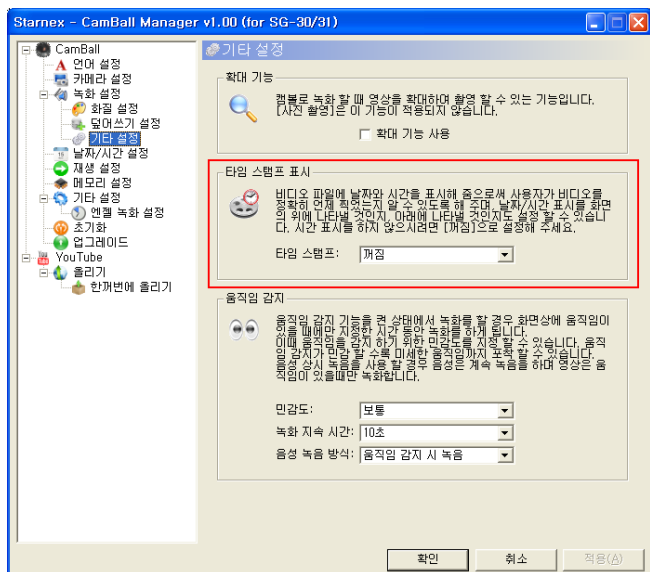 Starnex - CamBall Manager v1.00 (for SG-30/31)
CamBall
언어 설정
카메라 설정
녹화 설정
화질 설정
덮어쓰기 설정
기타 설정
날짜/시간 설정
재생 설정
메모리 설정
기타 설정
엔젤 녹화 설정
초기화
업그레이드
YouTube
올리기
한꺼번에 올리기
기타 설정
확대 기능
캠볼로 녹화 할 때 영상을 확대하여 촬영 할 수 있는 기능입니다.
[사진 촬영]은 이 기능이 적용되지 않습니다.
확대 기능 사용
타임 스탬프 표시
비디오 파일에 날짜와 시간을 표시해 줌으로써 사용자가 비디오를
정확히 언제 찍었는지 알 수 있도록 해 주며, 날짜/시간 표시를 화면
의 위에 나타낼 것인지, 아래에 나타낼 것인지도 설정 할 수 있습니
다. 시간 표시를 하지 않으시려면 [꺼짐]으로 설정해 주세요.
타임 스탬프: 꺼짐
움직임 감지
움직임 감지 기능을 켠 상태에서 녹화를 할 경우 화면상에 움직임이
있을 때에만 지정한 시간 동안 녹화를 하게 됩니다.
이때 움직임을 감지 하기 위한 민감도를 지정 할 수 있습니다. 움직
임 감지가 민감 할 수록 미세한 움직임까지 포착 할 수 있습니다.
음성 상시 녹음을 사용 할 경우 음성은 계속 녹음을 하며 영상은 움
직임이 있을때만 녹화합니다.
민감도: 보통
녹화 지속 시간: 10초
음성 녹음 방식: 움직임 감지 시 녹음
확인 취소 적용(A)